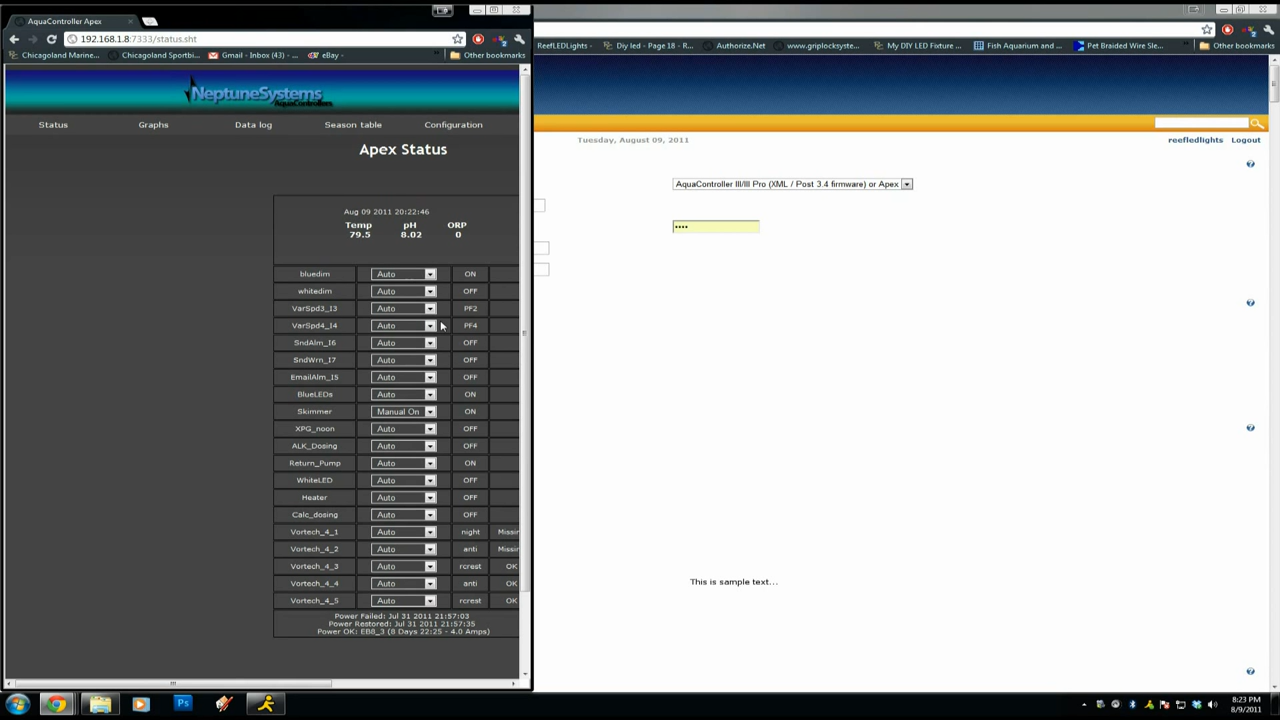 AquaController Apex
192.168.1.8:7333/status.sht
Chicagoland Marine... Chicagoland Sportbi... Gmail - Inbox (49) - ... eBay - Other bookmarks
ReefLEDLights - Diy led - Page 18 - R... Authorize.Net www.griplocksyste... My DIY LED Fixture ... Fish Aquarium and ... Pet Braided Wire Sle... Other bookmarks
NeptuneSystems
AquaControllers
Status Graphs Data log Season table Configuration
Tuesday, August 09, 2011 reefledlights Logout
Apex Status
AquaController III/III Pro (XML / Post 3.4 firmware) or Apex
••••
Aug 09 2011 20:22:46
Temp pH ORP
79.5 8.02 0
bluedim Auto ON
whitedim Auto OFF
VarSpd3_I3 Auto PF2
VarSpd4_I4 Auto PF4
SndAlm_I6 Auto OFF
SndWrn_I7 Auto OFF
EmailAlm_I5 Auto OFF
BlueLEDs Auto ON
Skimmer Manual On ON
XPG_noon Auto OFF
ALK_Dosing Auto OFF
Return_Pump Auto ON
WhiteLED Auto OFF
Heater Auto OFF
Calc_dosing Auto OFF
Vortech_4_1 Auto night Missin
Vortech_4_2 Auto anti Missin
Vortech_4_3 Auto rcrest OK
Vortech_4_4 Auto anti OK
Vortech_4_5 Auto rcrest OK
This is sample text...
Power Failed: Jul 31 2011 21:57:03
Power Restored: Jul 31 2011 21:57:35
Power OK: EB8_3 (8 Days 22:25 - 4.0 Amps)
Ps
8:23 PM
8/9/2011